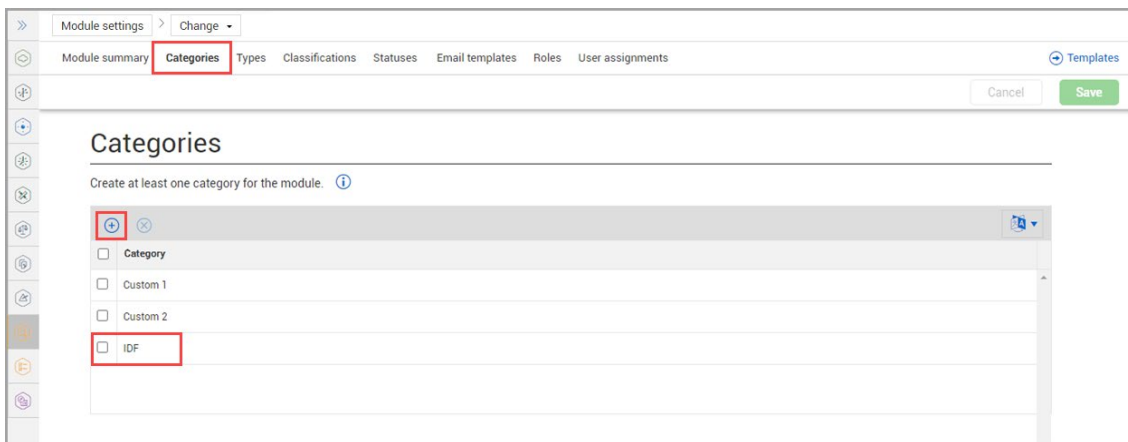 Module settings > Change
Module summary Categories Types Classifications Statuses Email templates Roles User assignments Templates
Cancel Save
Categories
Create at least one category for the module.
Category
Custom 1
Custom 2
IDF